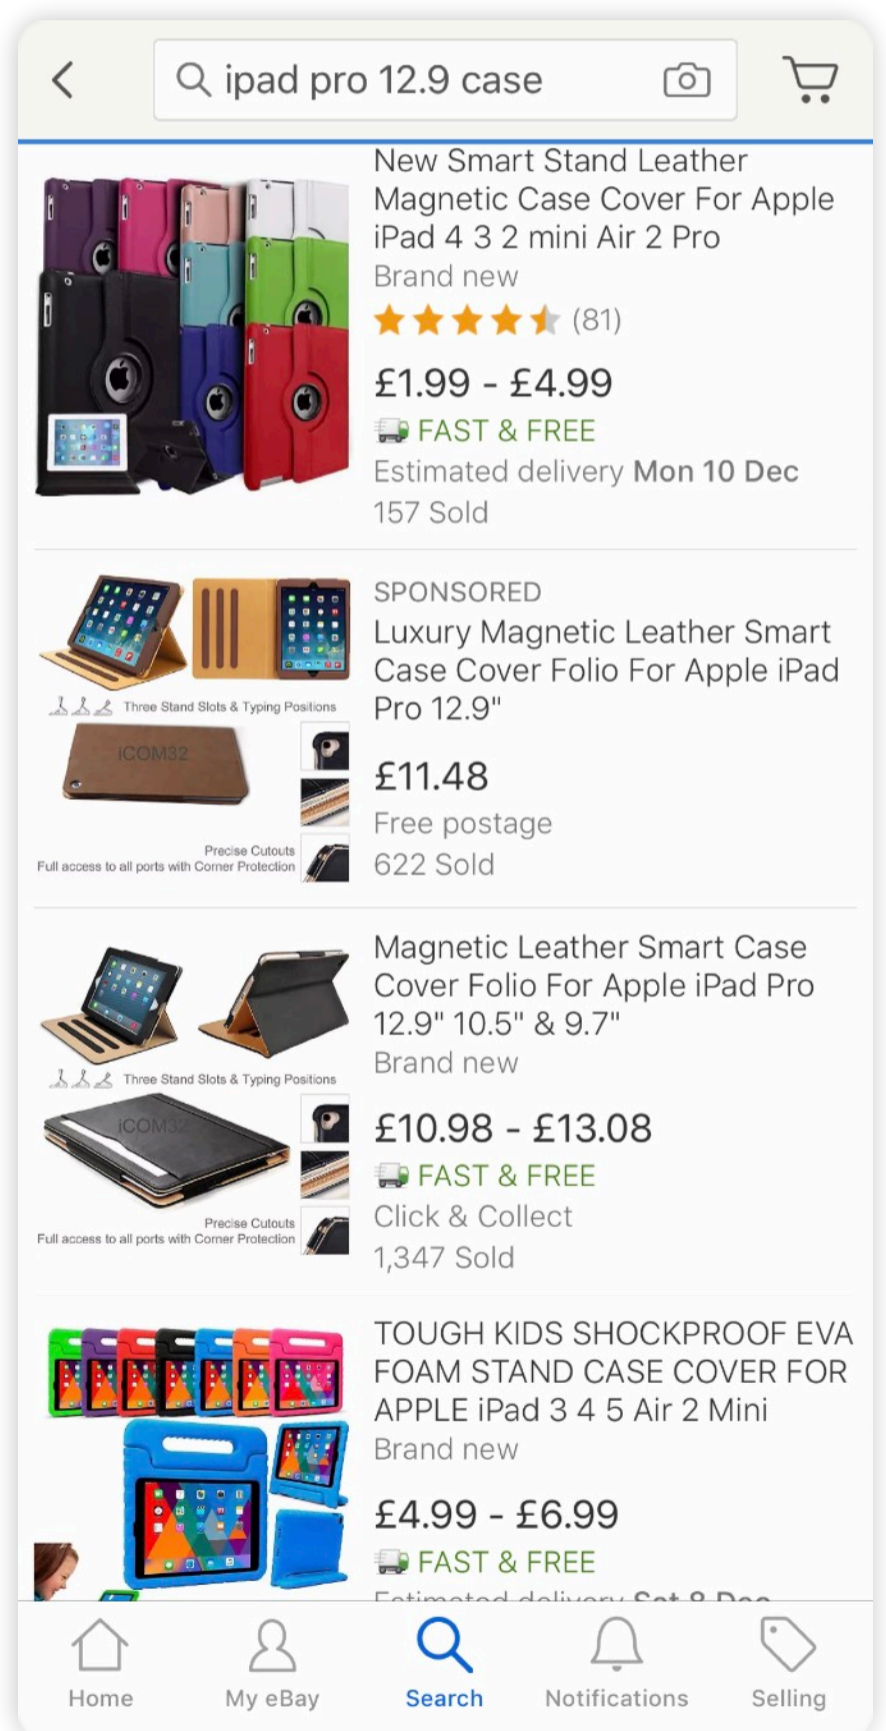 ipad pro 12.9 case
New Smart Stand Leather
Magnetic Case Cover For Apple
iPad 4 3 2 mini Air 2 Pro
Brand new
(81)
£1.99 - £4.99
FAST & FREE
Estimated delivery Mon 10 Dec
157 Sold
SPONSORED
Luxury Magnetic Leather Smart
Case Cover Folio For Apple iPad
Pro 12.9"
£11.48
Free postage
622 Sold
Three Stand Slots & Typing Positions
iCOM32
Precise Cutouts
Full access to all ports with Corner Protection
Magnetic Leather Smart Case
Cover Folio For Apple iPad Pro
12.9" 10.5" & 9.7"
Brand new
£10.98 - £13.08
FAST & FREE
Click & Collect
1,347 Sold
Three Stand Slots & Typing Positions
iCOM32
Precise Cutouts
Full access to all ports with Corner Protection
TOUGH KIDS SHOCKPROOF EVA
FOAM STAND CASE COVER FOR
APPLE iPad 3 4 5 Air 2 Mini
Brand new
£4.99 - £6.99
FAST & FREE
Estimated delivery Sat 8 Dec
Home
My eBay
Search
Notifications
Selling